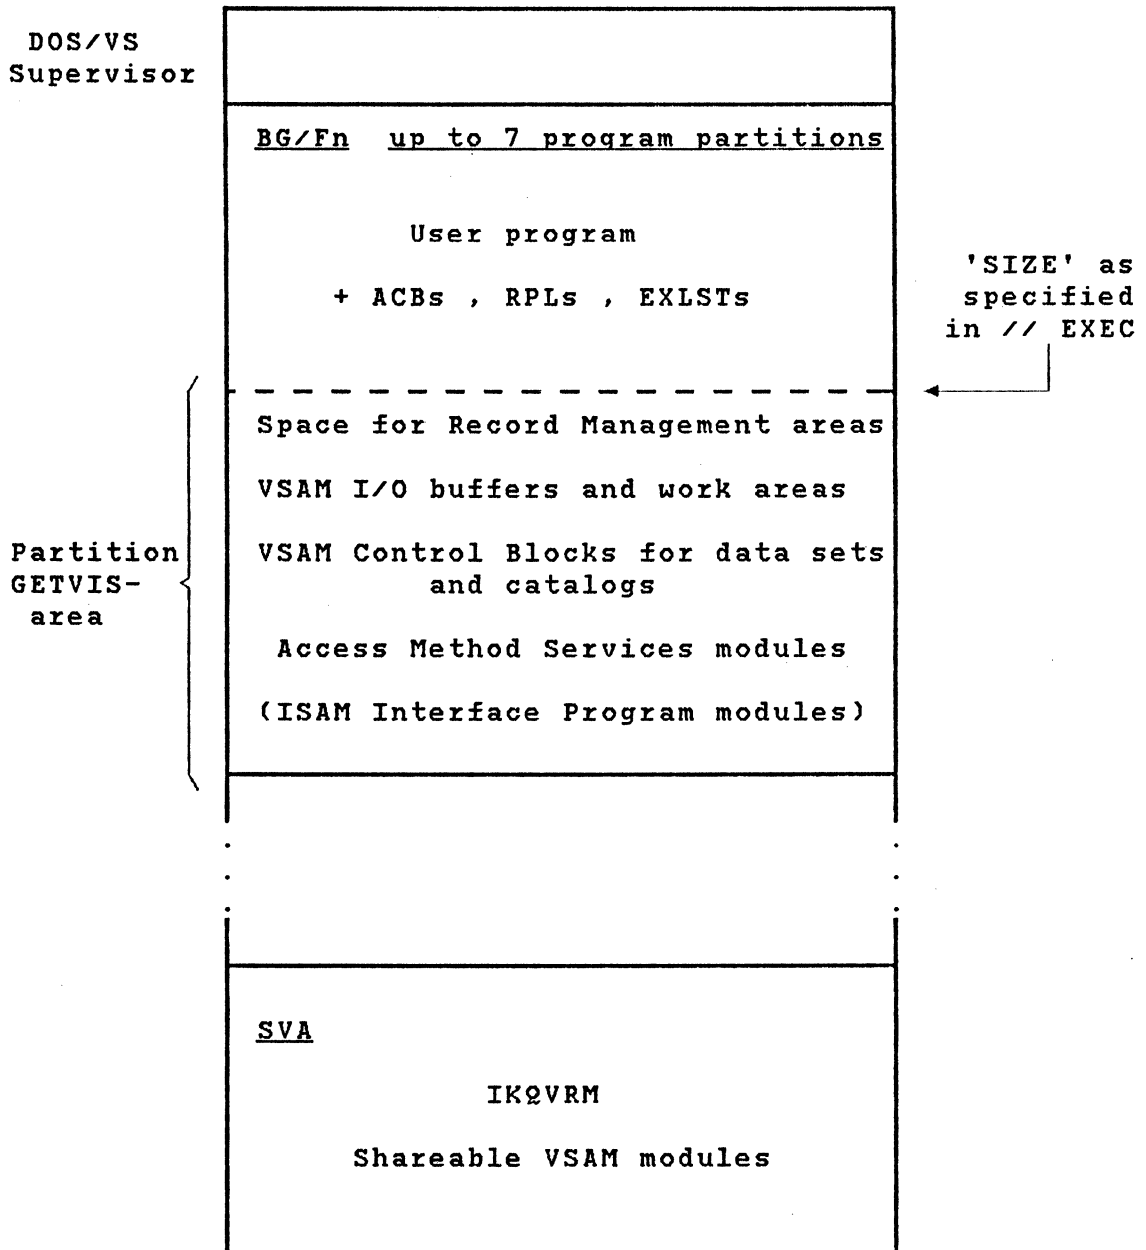 DOS/VS
Supervisor
BG/Fn up to 7 program partitions
User program
+ ACBs , RPLs , EXLSTs
'SIZE' as
specified
in // EXEC
Space for Record Management areas
VSAM I/O buffers and work areas
Partition
GETVIS-
area
VSAM Control Blocks for data sets
and catalogs
Access Method Services modules
(ISAM Interface Program modules)
SVA
IKQVRM
Shareable VSAM modules